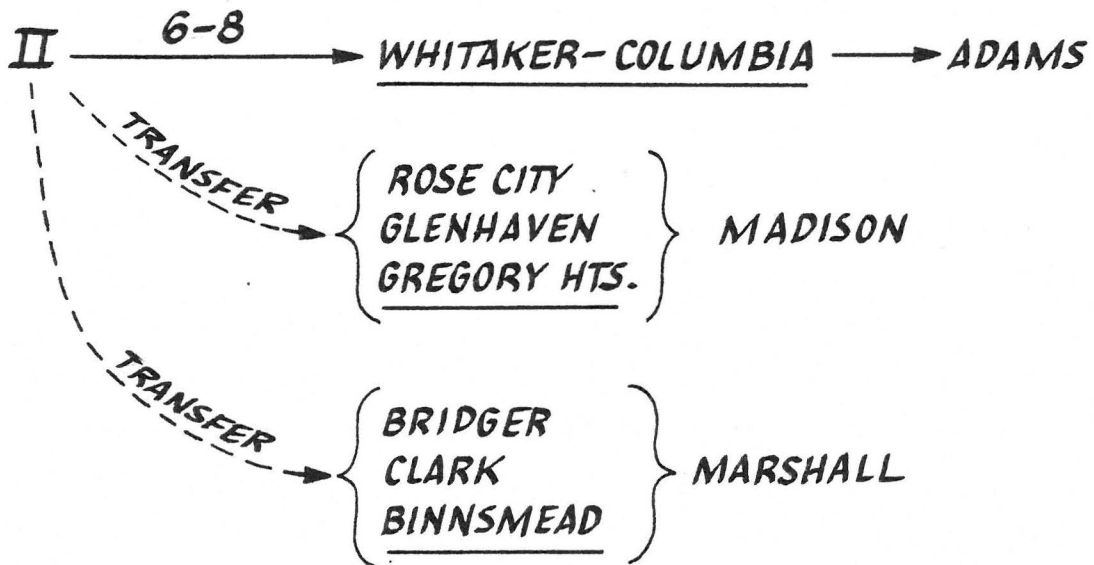 II 6-8 WHITAKER-COLUMBIA ADAMS
TRANSFER
ROSE CITY
GLENHAVEN MADISON
GREGORY HTS.
TRANSFER
BRIDGER
CLARK MARSHALL
BINNSMEAD